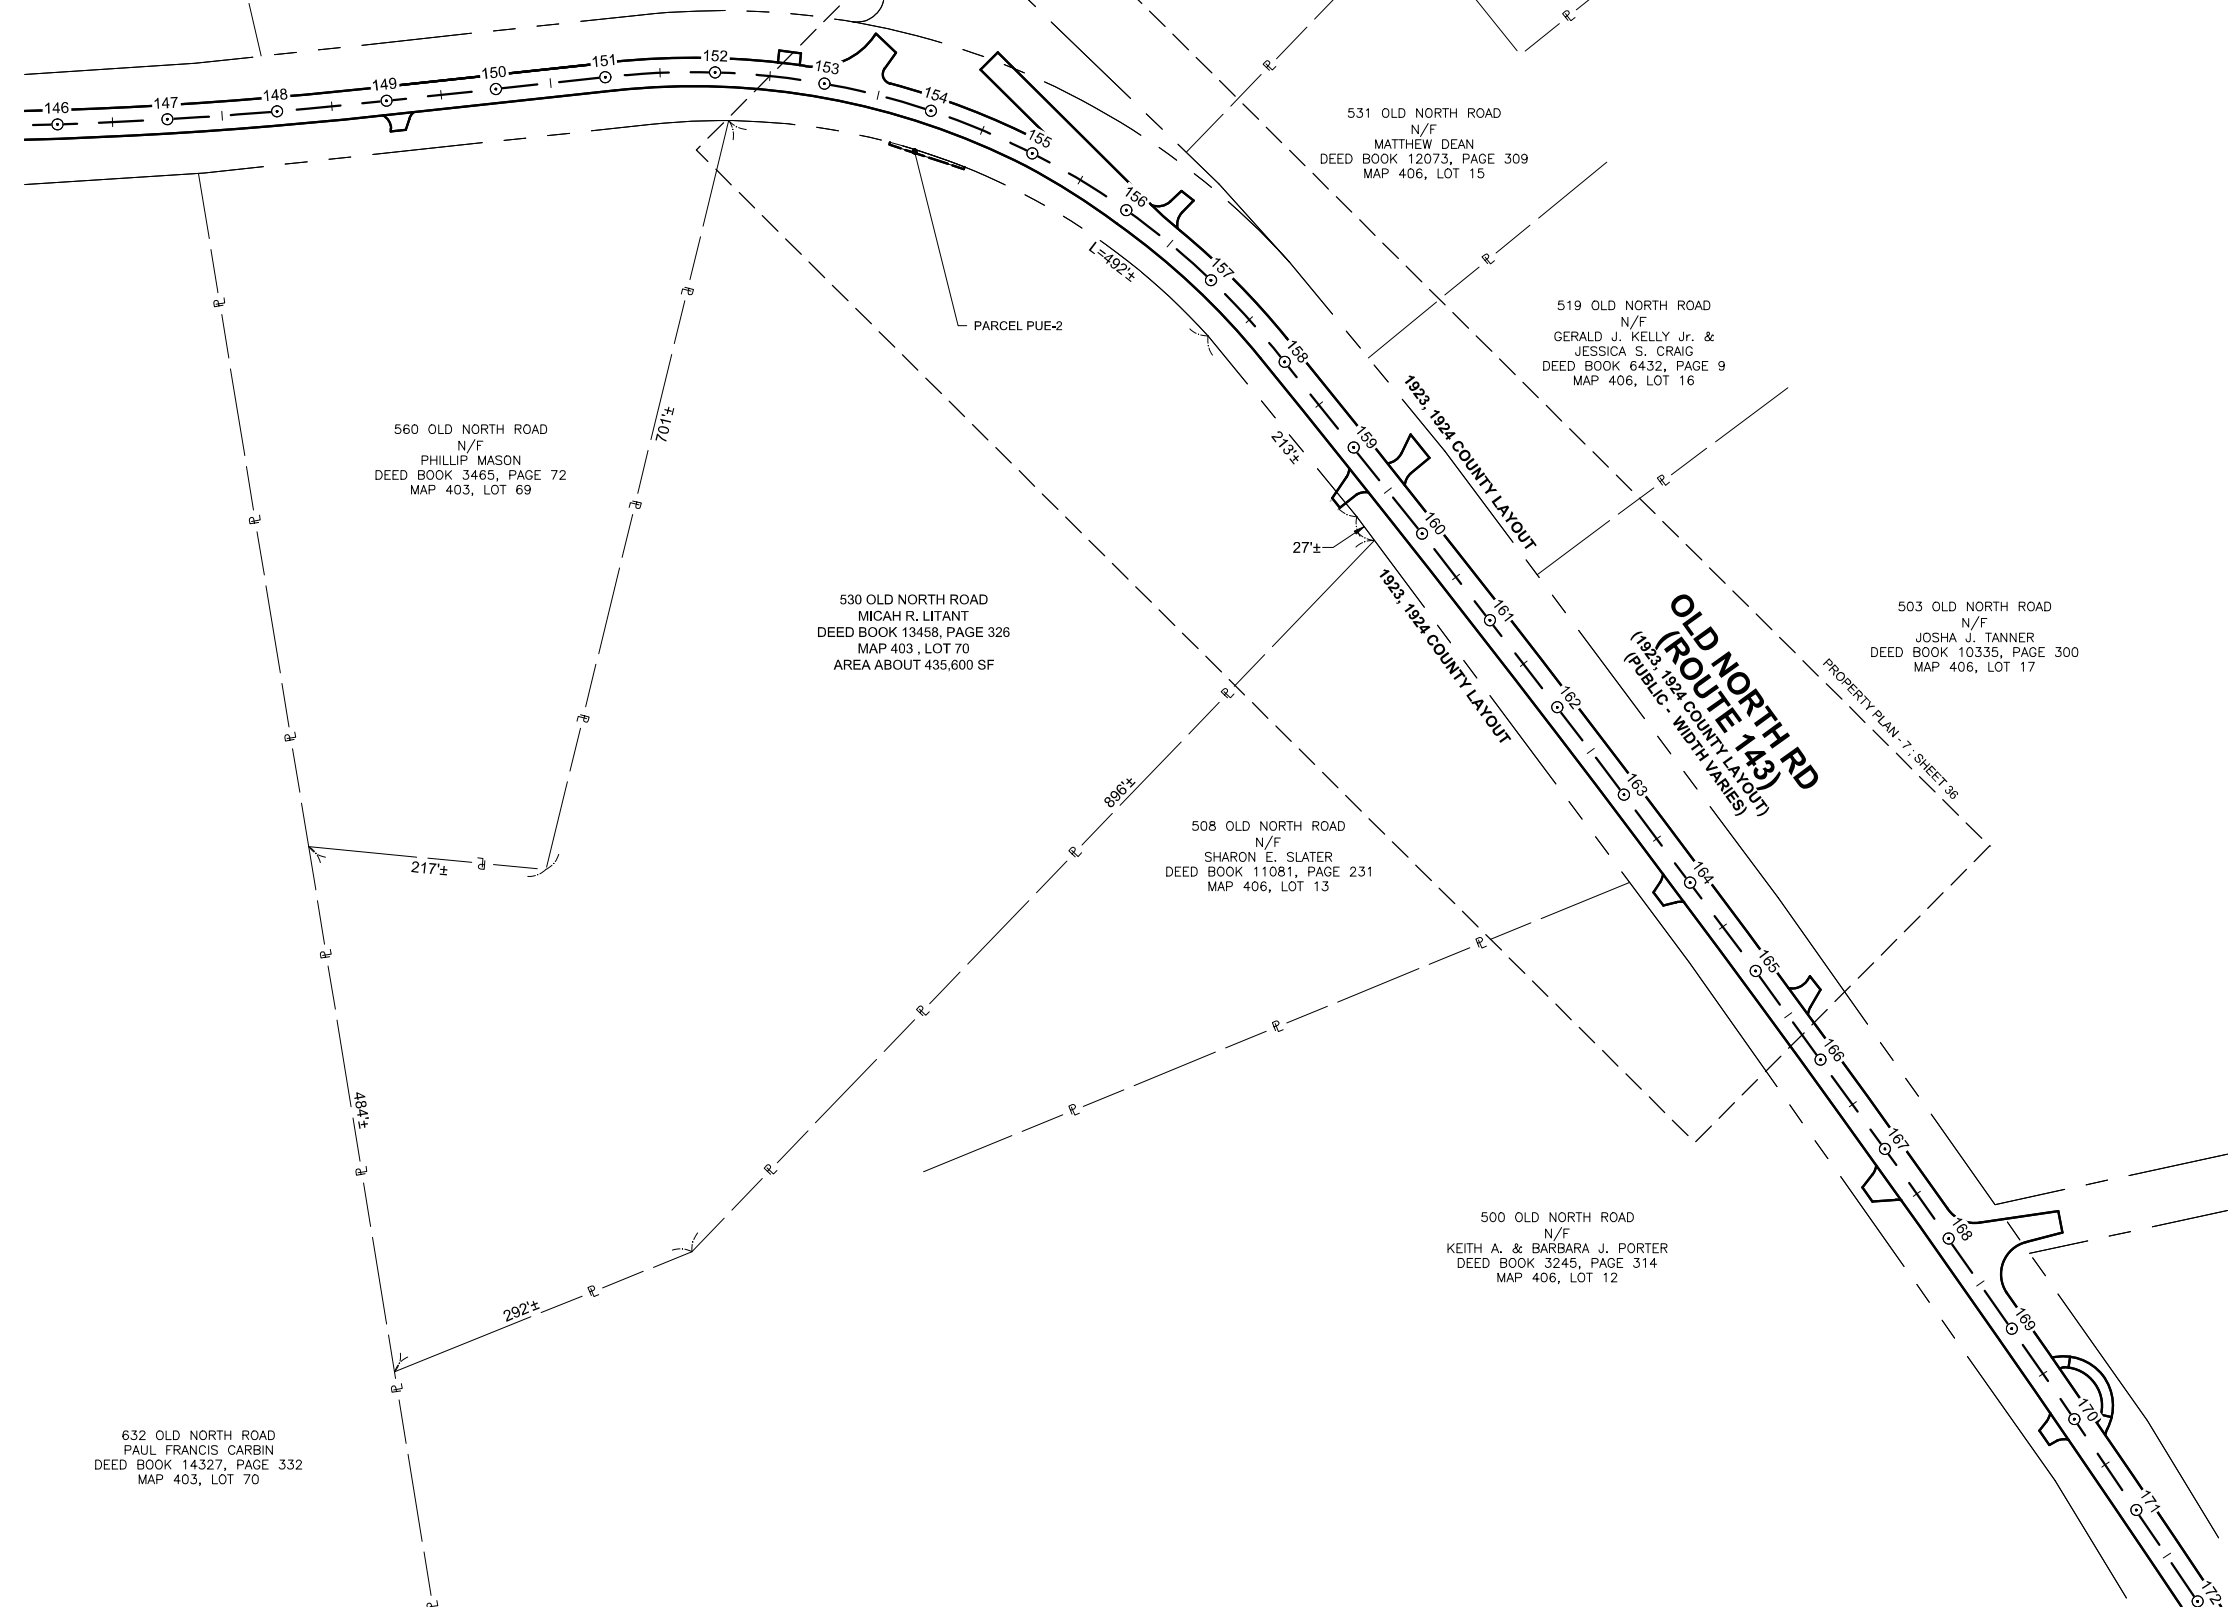 146
147
148
149
150
151
152
153
154
155
156
157
158
159
160
161
162
163
164
165
166
167
168
169
170
171
172
531 OLD NORTH ROAD
N/F
MATTHEW DEAN
DEED BOOK 12073, PAGE 309
MAP 406, LOT 15
L=492'±
PARCEL PUE-2
519 OLD NORTH ROAD
N/F
GERALD J. KELLY Jr. &
JESSICA S. CRAIG
DEED BOOK 6432, PAGE 9
MAP 406, LOT 16
1923, 1924 COUNTY LAYOUT
701'±
213'±
560 OLD NORTH ROAD
N/F
PHILLIP MASON
DEED BOOK 3465, PAGE 72
MAP 403, LOT 69
27'±
1923, 1924 COUNTY LAYOUT
530 OLD NORTH ROAD
MICAH R. LITANT
DEED BOOK 13458, PAGE 326
MAP 403 , LOT 70
AREA ABOUT 435,600 SF
OLD NORTH RD
(ROUTE 143)
(1923, 1924 COUNTY LAYOUT)
(PUBLIC - WIDTH VARIES)
503 OLD NORTH ROAD
N/F
JOSHA J. TANNER
DEED BOOK 10335, PAGE 300
MAP 406, LOT 17
PROPERTY PLAN - 7 ; SHEET 36
896'±
508 OLD NORTH ROAD
N/F
SHARON E. SLATER
DEED BOOK 11081, PAGE 231
MAP 406, LOT 13
217'±
484'±
500 OLD NORTH ROAD
N/F
KEITH A. & BARBARA J. PORTER
DEED BOOK 3245, PAGE 314
MAP 406, LOT 12
292'±
632 OLD NORTH ROAD
PAUL FRANCIS CARBIN
DEED BOOK 14327, PAGE 332
MAP 403, LOT 70